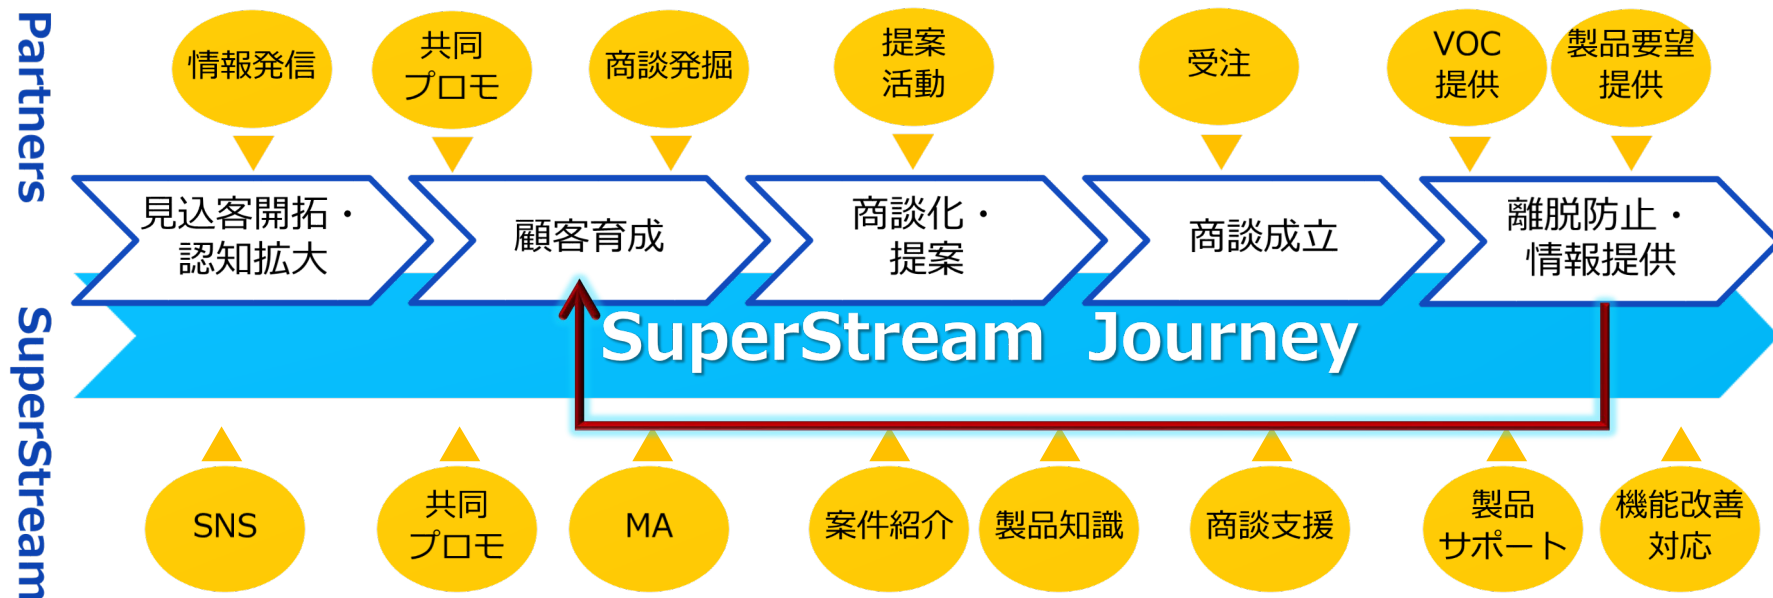 Partners
情報発信
共同
プロモ
商談発掘
提案
活動
受注
VOC
提供
製品要望
提供
見込客開拓・
認知拡大
顧客育成
商談化・
提案
商談成立
離脱防止・
情報提供
SuperStream Journey
SuperStream
SNS
共同
プロモ
MA
案件紹介
製品知識
商談支援
製品
サポート
機能改善
対応